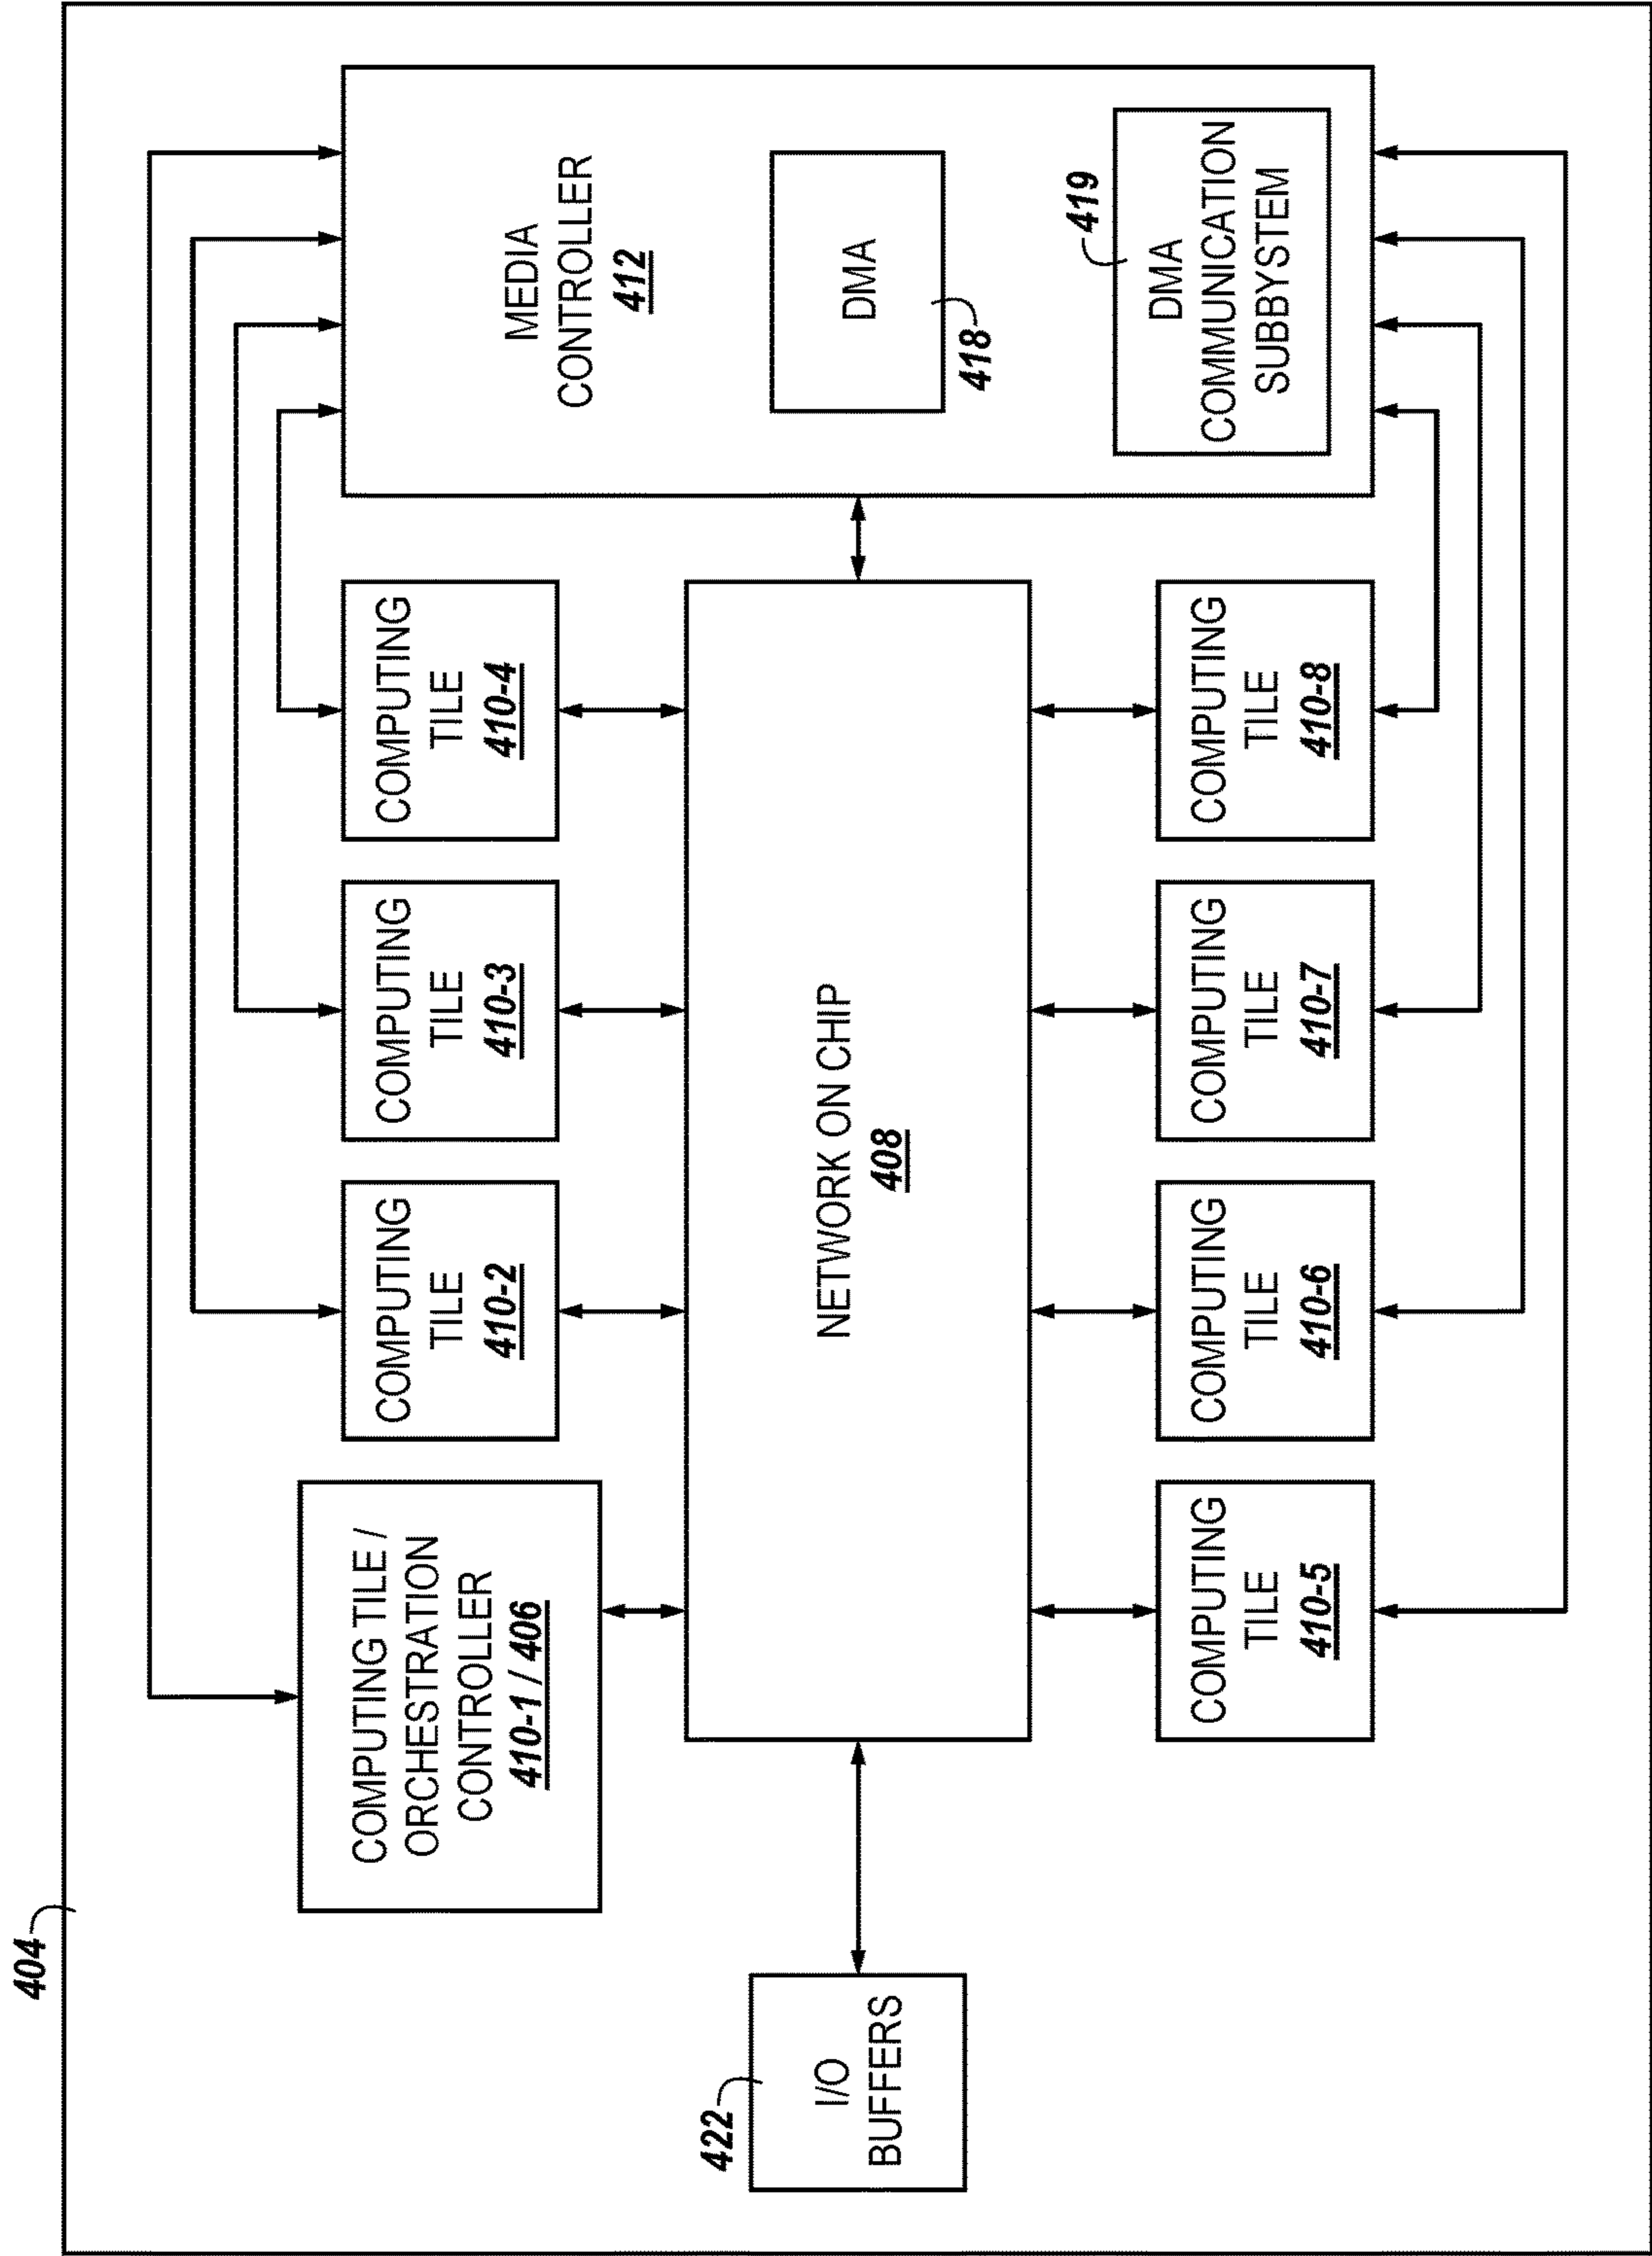 404
COMPUTING TILE /
ORCHESTRATION
CONTROLLER
410-1 / 406
COMPUTING
TILE
410-2
COMPUTING
TILE
410-3
COMPUTING
TILE
410-4
MEDIA
CONTROLLER
412
DMA
418
419
DMA
COMMUNICATION
SUBBYSTEM
422
I/O
BUFFERS
NETWORK ON CHIP
408
COMPUTING
TILE
410-5
COMPUTING
TILE
410-6
COMPUTING
TILE
410-7
COMPUTING
TILE
410-8